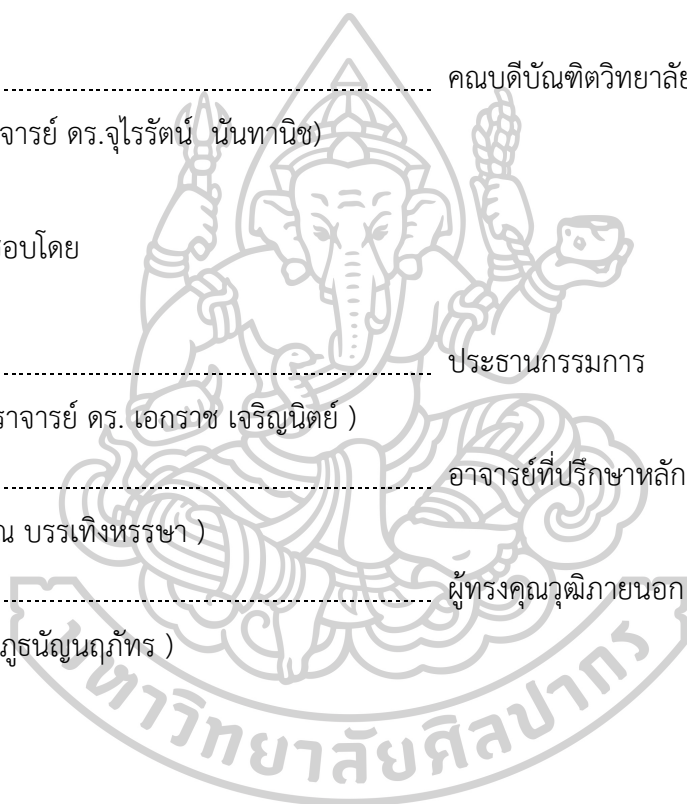 คณบดีบัณฑิตวิทยาลัย
จารย์ ดร.จุไรรัตน์ นันทานิช)
อบโดย
ประธานกรรมการ
ราจารย์ ดร. เอกราช เจริญนิตย์ )
อาจารย์ที่ปรึกษาหลัก
ณ บรรเทิงหรรษา )
ผู้ทรงคุณวุฒิภายนอก
ภูธนัญนฤภัทร )
มหาวิทยาลัยศิลปากร